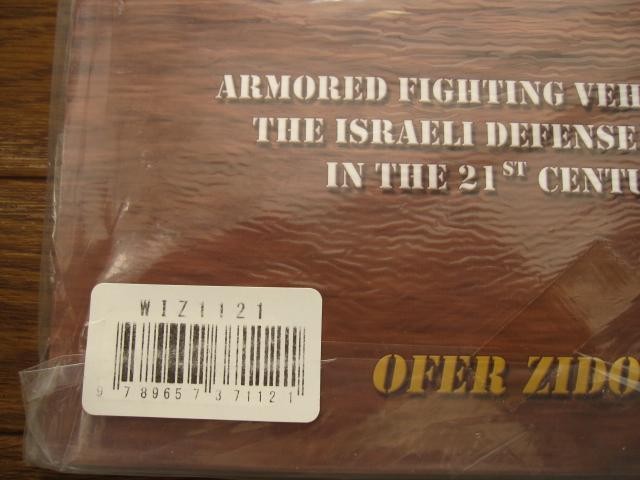 ARMORED FIGHTING VEH
THE ISRAELI DEFENSE
IN THE 21ST CENTU
WIZ1121
9 789657 371121
OFER ZIDO